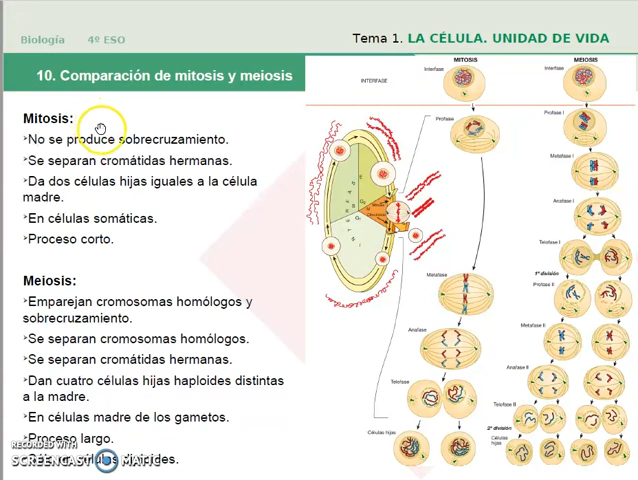 Biología 4º ESO
Tema 1. LA CÉLULA. UNIDAD DE VIDA
10. Comparación de mitosis y meiosis
Mitosis:
No se produce sobrecruzamiento.
Se separan cromátidas hermanas.
Da dos células hijas iguales a la célula
madre.
En células somáticas.
Proceso corto.
Meiosis:
Emparejan cromosomas homólogos y
sobrecruzamiento.
Se separan cromosomas homólogos.
Se separan cromátidas hermanas.
Dan cuatro células hijas haploides distintas
a la madre.
En células madre de los gametos.
Proceso largo.
células
RECORDED WITH
SCREENCAST MATIC
MITOSIS
MEIOSIS
INTERFASE
Interfase
Interfase
Profase
Profase I
Metafase I
Anafase I
Telofase I
1ª división
Profase II
Metafase
Metafase II
Anafase
Anafase II
Telofase
Telofase II
2ª división
Células hijas
Células
hijas